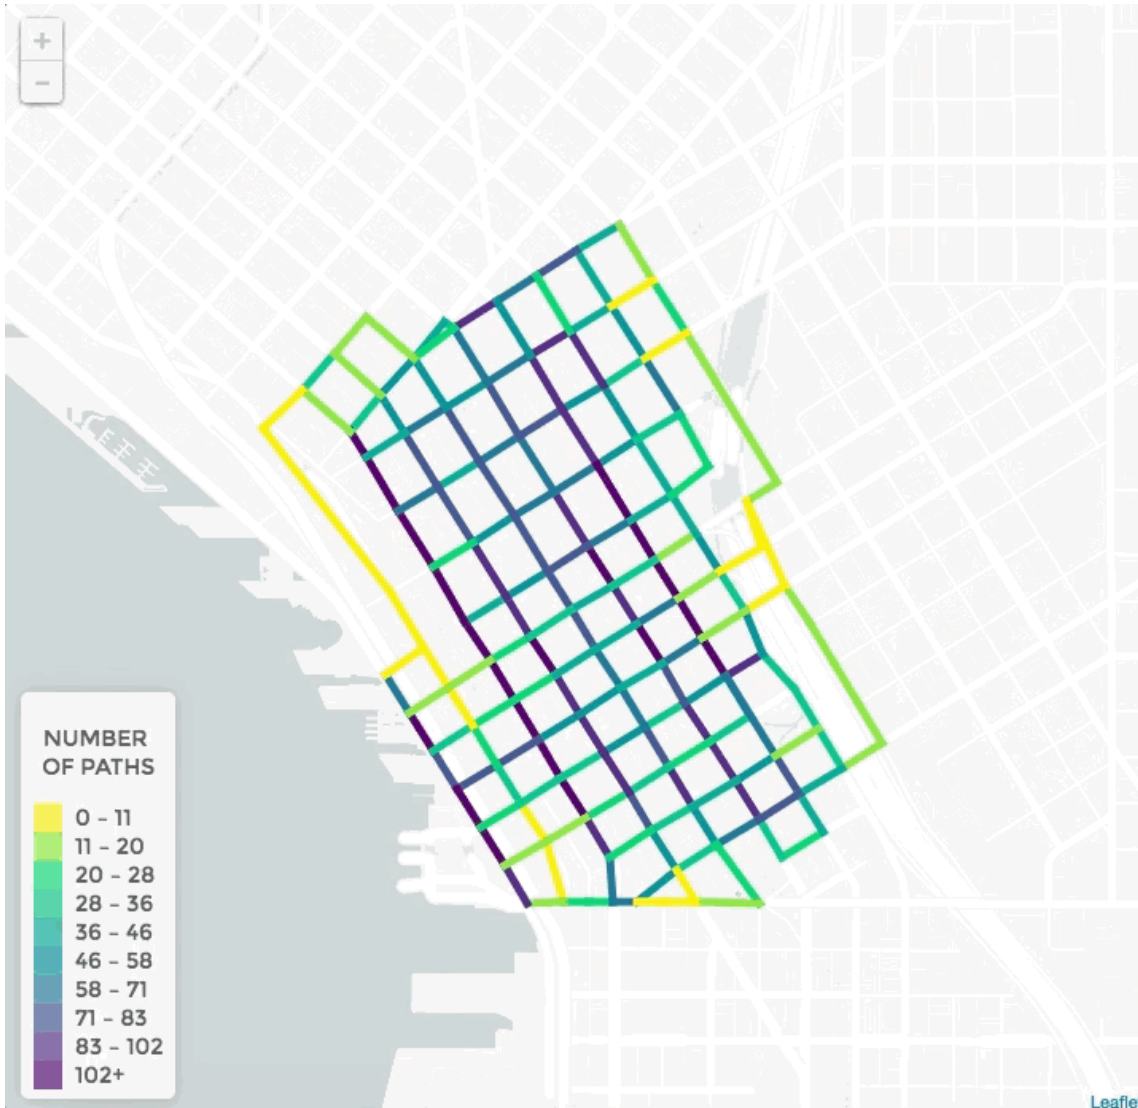 +
−
NUMBER
OF PATHS
0 – 11
11 – 20
20 – 28
28 – 36
36 – 46
46 – 58
58 – 71
71 – 83
83 – 102
102+
Leafle